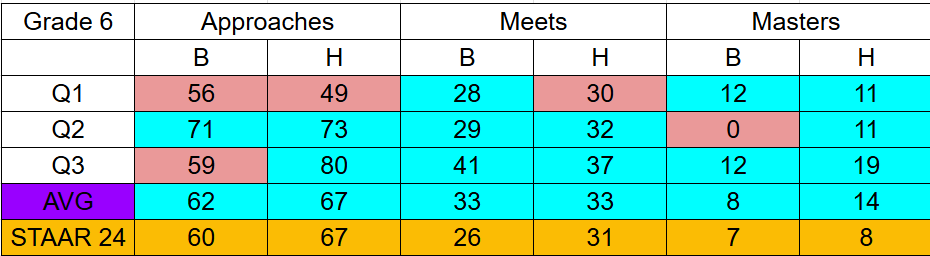 Grade 6 Approaches Meets Masters
B H B H B H
Q1 56 49 28 30 12 11
Q2 71 73 29 32 0 11
Q3 59 80 41 37 12 19
AVG 62 67 33 33 8 14
STAAR 24 60 67 26 31 7 8